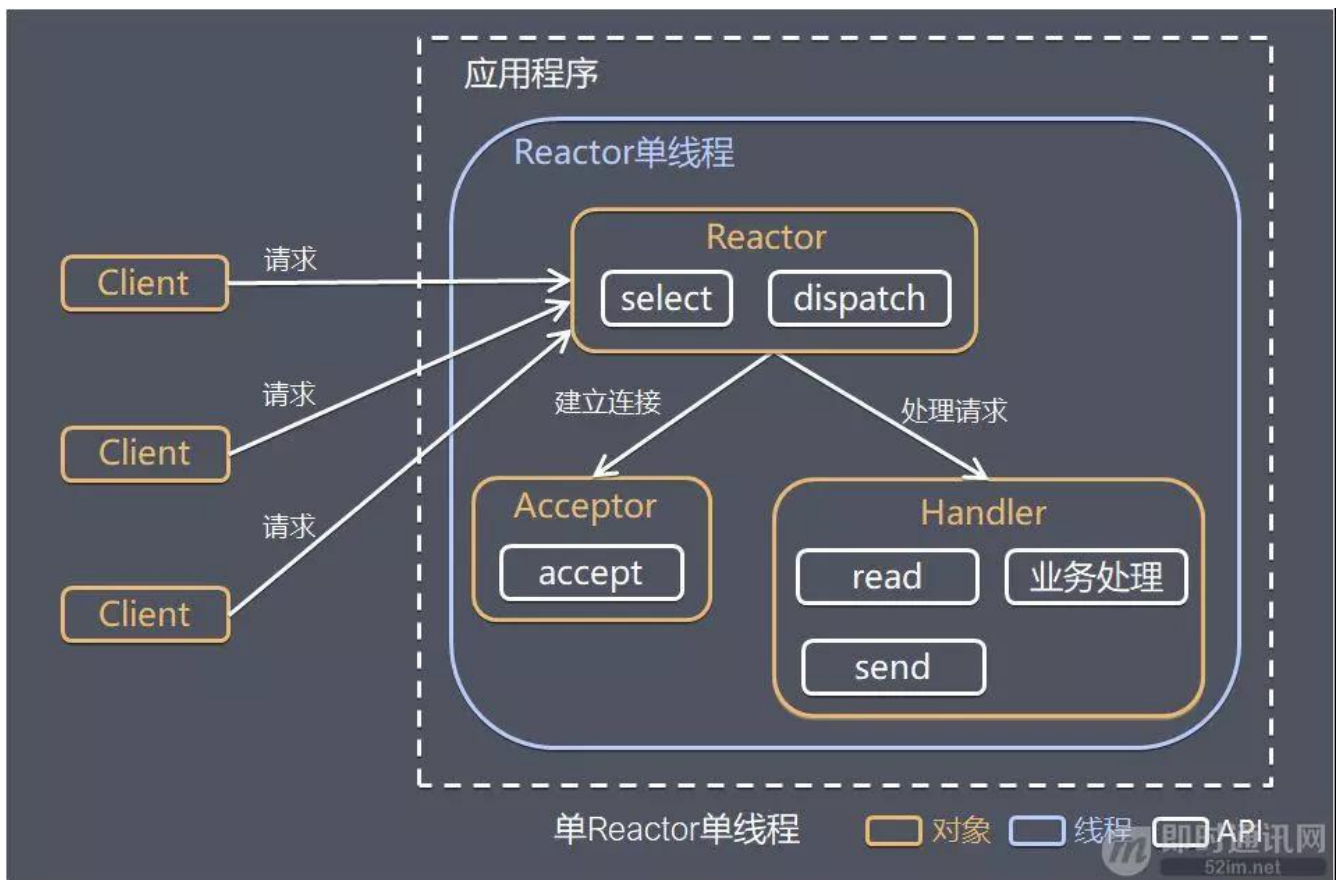 应用程序
Reactor单线程
Reactor
select
dispatch
Client
请求
Client
请求
Client
请求
建立连接
处理请求
Acceptor
accept
Handler
read
业务处理
send
单Reactor单线程
对象
线程
API
即时通讯网
52im.net